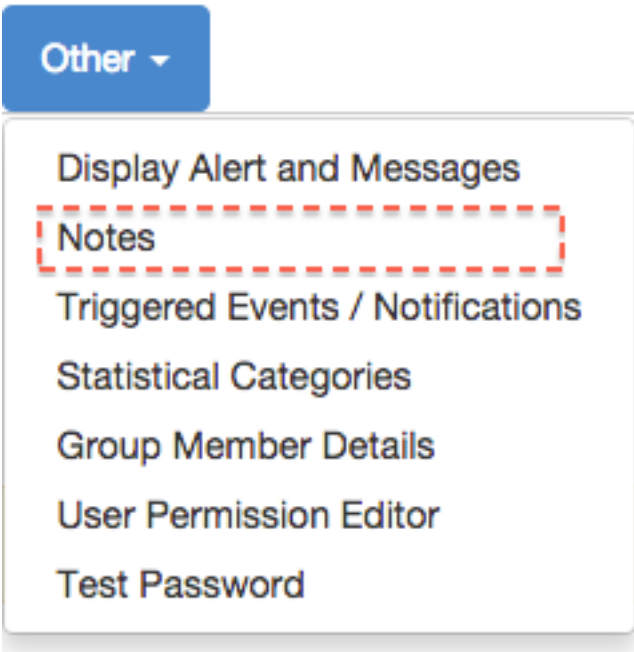 Other
Display Alert and Messages
Notes
Triggered Events / Notifications
Statistical Categories
Group Member Details
User Permission Editor
Test Password